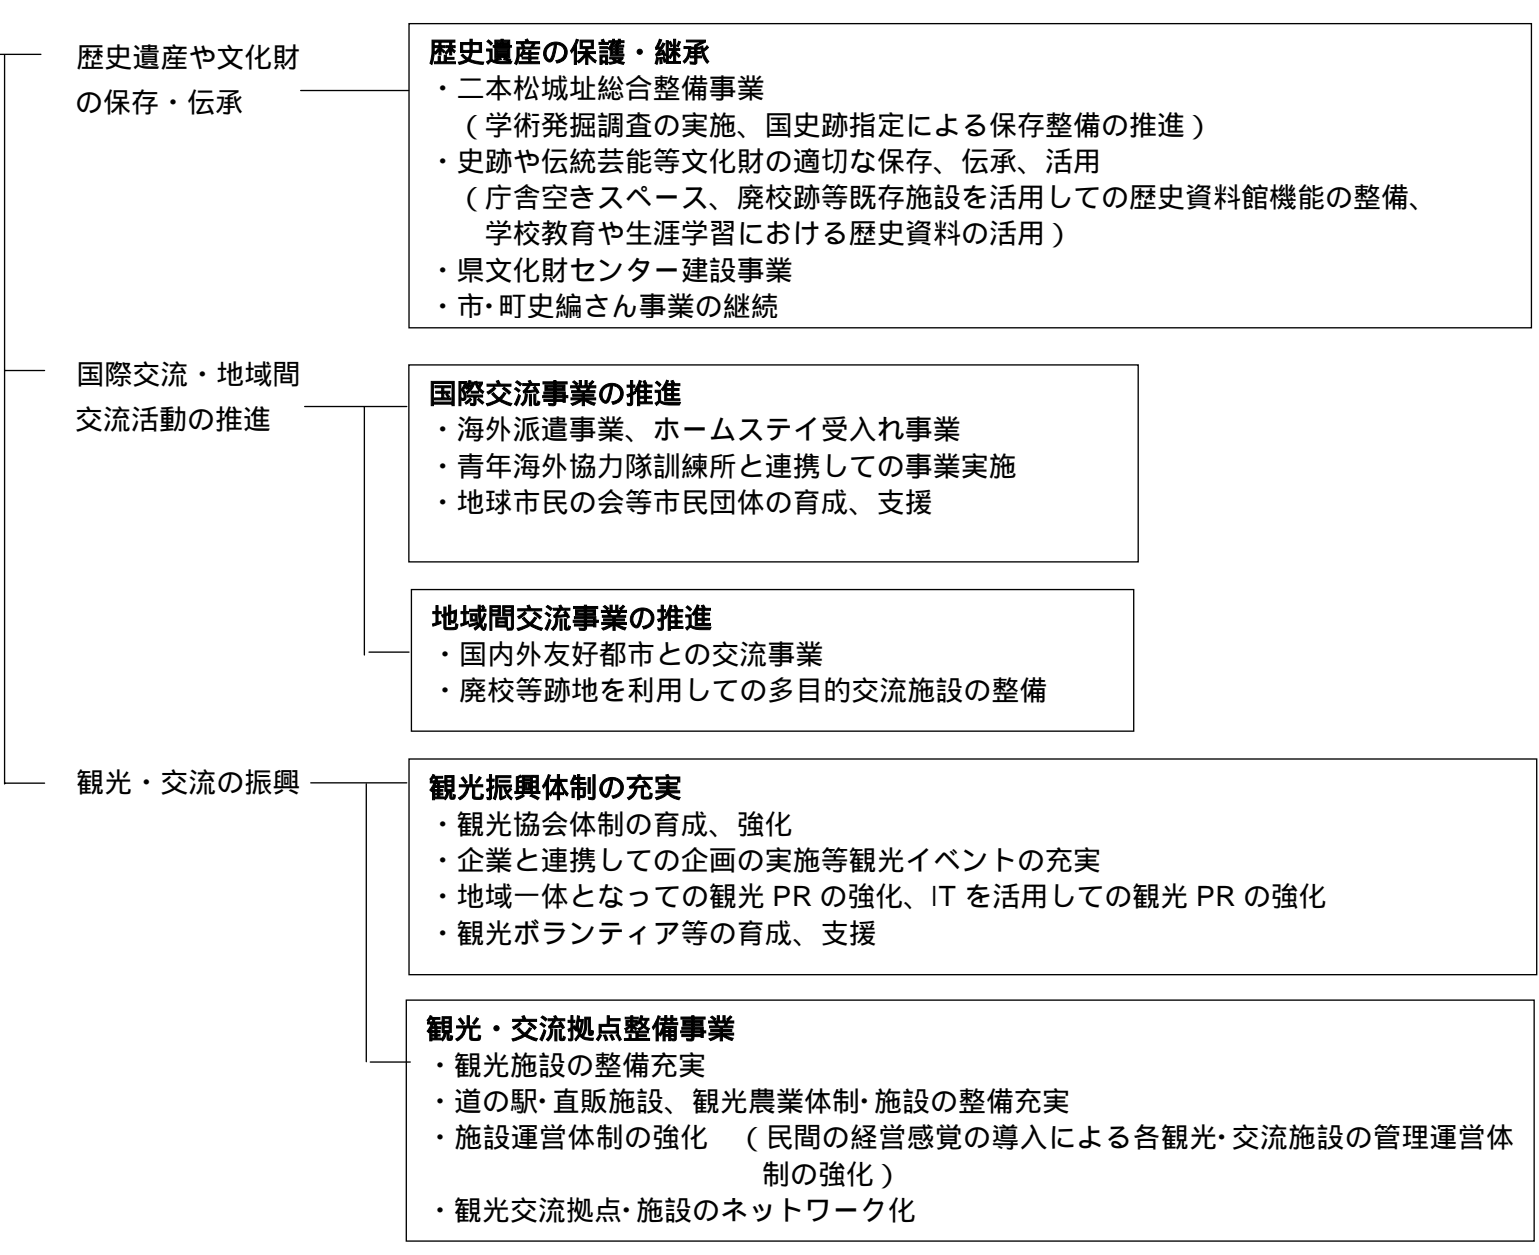 歴史遺産や文化財
の保存・伝承
歴史遺産の保護・継承
・二本松城址総合整備事業
（学術発掘調査の実施、国史跡指定による保存整備の推進）
・史跡や伝統芸能等文化財の適切な保存、伝承、活用
（庁舎空きスペース、廃校跡等既存施設を活用しての歴史資料館機能の整備、
学校教育や生涯学習における歴史資料の活用）
・県文化財センター建設事業
・市･町史編さん事業の継続
国際交流・地域間
交流活動の推進
国際交流事業の推進
・海外派遣事業、ホームステイ受入れ事業
・青年海外協力隊訓練所と連携しての事業実施
・地球市民の会等市民団体の育成、支援
地域間交流事業の推進
・国内外友好都市との交流事業
・廃校等跡地を利用しての多目的交流施設の整備
観光・交流の振興
観光振興体制の充実
・観光協会体制の育成、強化
・企業と連携しての企画の実施等観光イベントの充実
・地域一体となっての観光 PR の強化、IT を活用しての観光 PR の強化
・観光ボランティア等の育成、支援
観光・交流拠点整備事業
・観光施設の整備充実
・道の駅･直販施設、観光農業体制･施設の整備充実
・施設運営体制の強化　（民間の経営感覚の導入による各観光･交流施設の管理運営体
制の強化）
・観光交流拠点･施設のネットワーク化